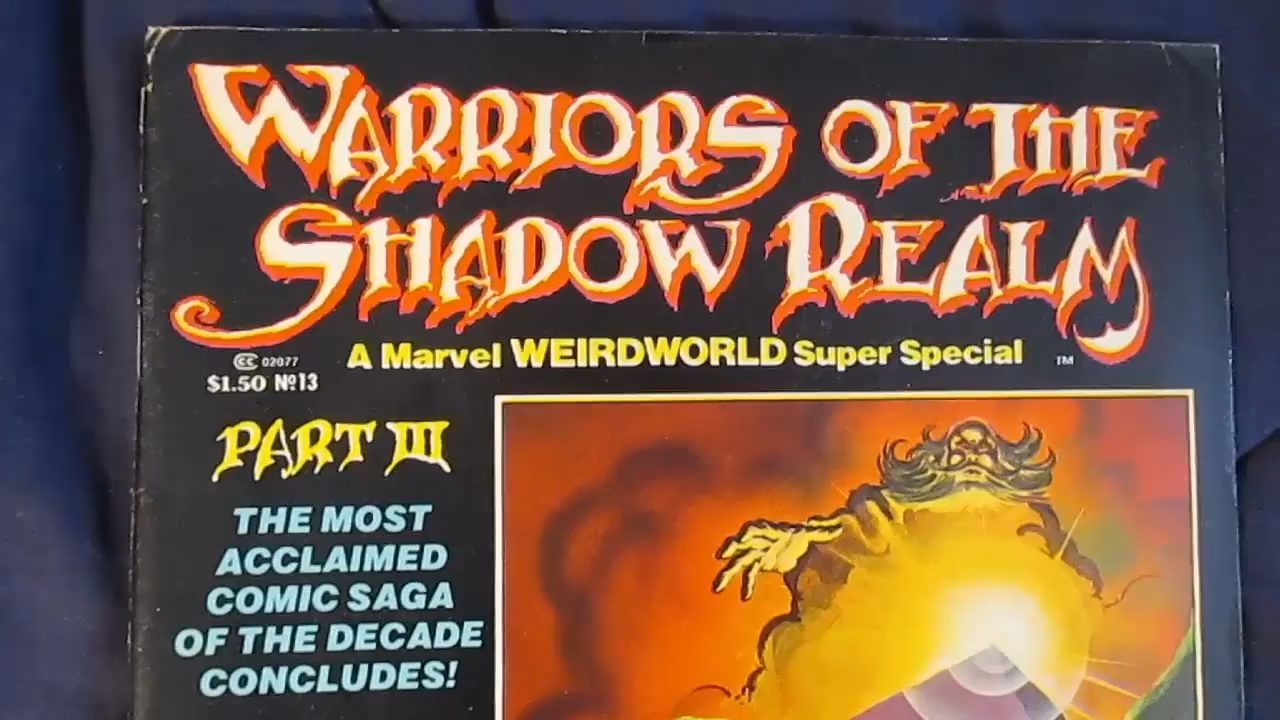 WARRIORS OF THE
SHADOW REALM
CC 02077
$1.50 Nº13
A Marvel WEIRDWORLD Super Special
TM
PART III
THE MOST
ACCLAIMED
COMIC SAGA
OF THE DECADE
CONCLUDES!